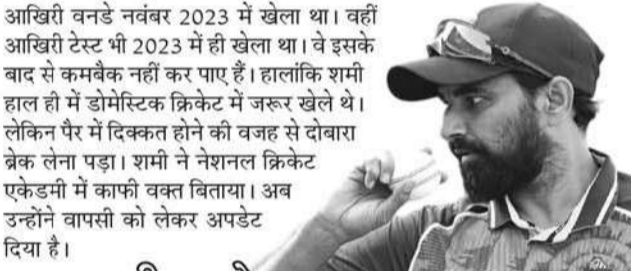 आखिरी वनडे नवंबर 2023 में खेला था। वहीं
आखिरी टेस्ट भी 2023 में ही खेला था। वे इसके
बाद से कमबैक नहीं कर पाए हैं। हालांकि शमी
हाल ही में डोमेस्टिक क्रिकेट में जरूर खेले थे।
लेकिन पैर में दिक्कत होने की वजह से दोबारा
ब्रेक लेना पड़ा। शमी ने नेशनल क्रिकेट
एकेडमी में काफी वक्त बिताया। अब
उन्होंने वापसी को लेकर अपडेट
दिया है।